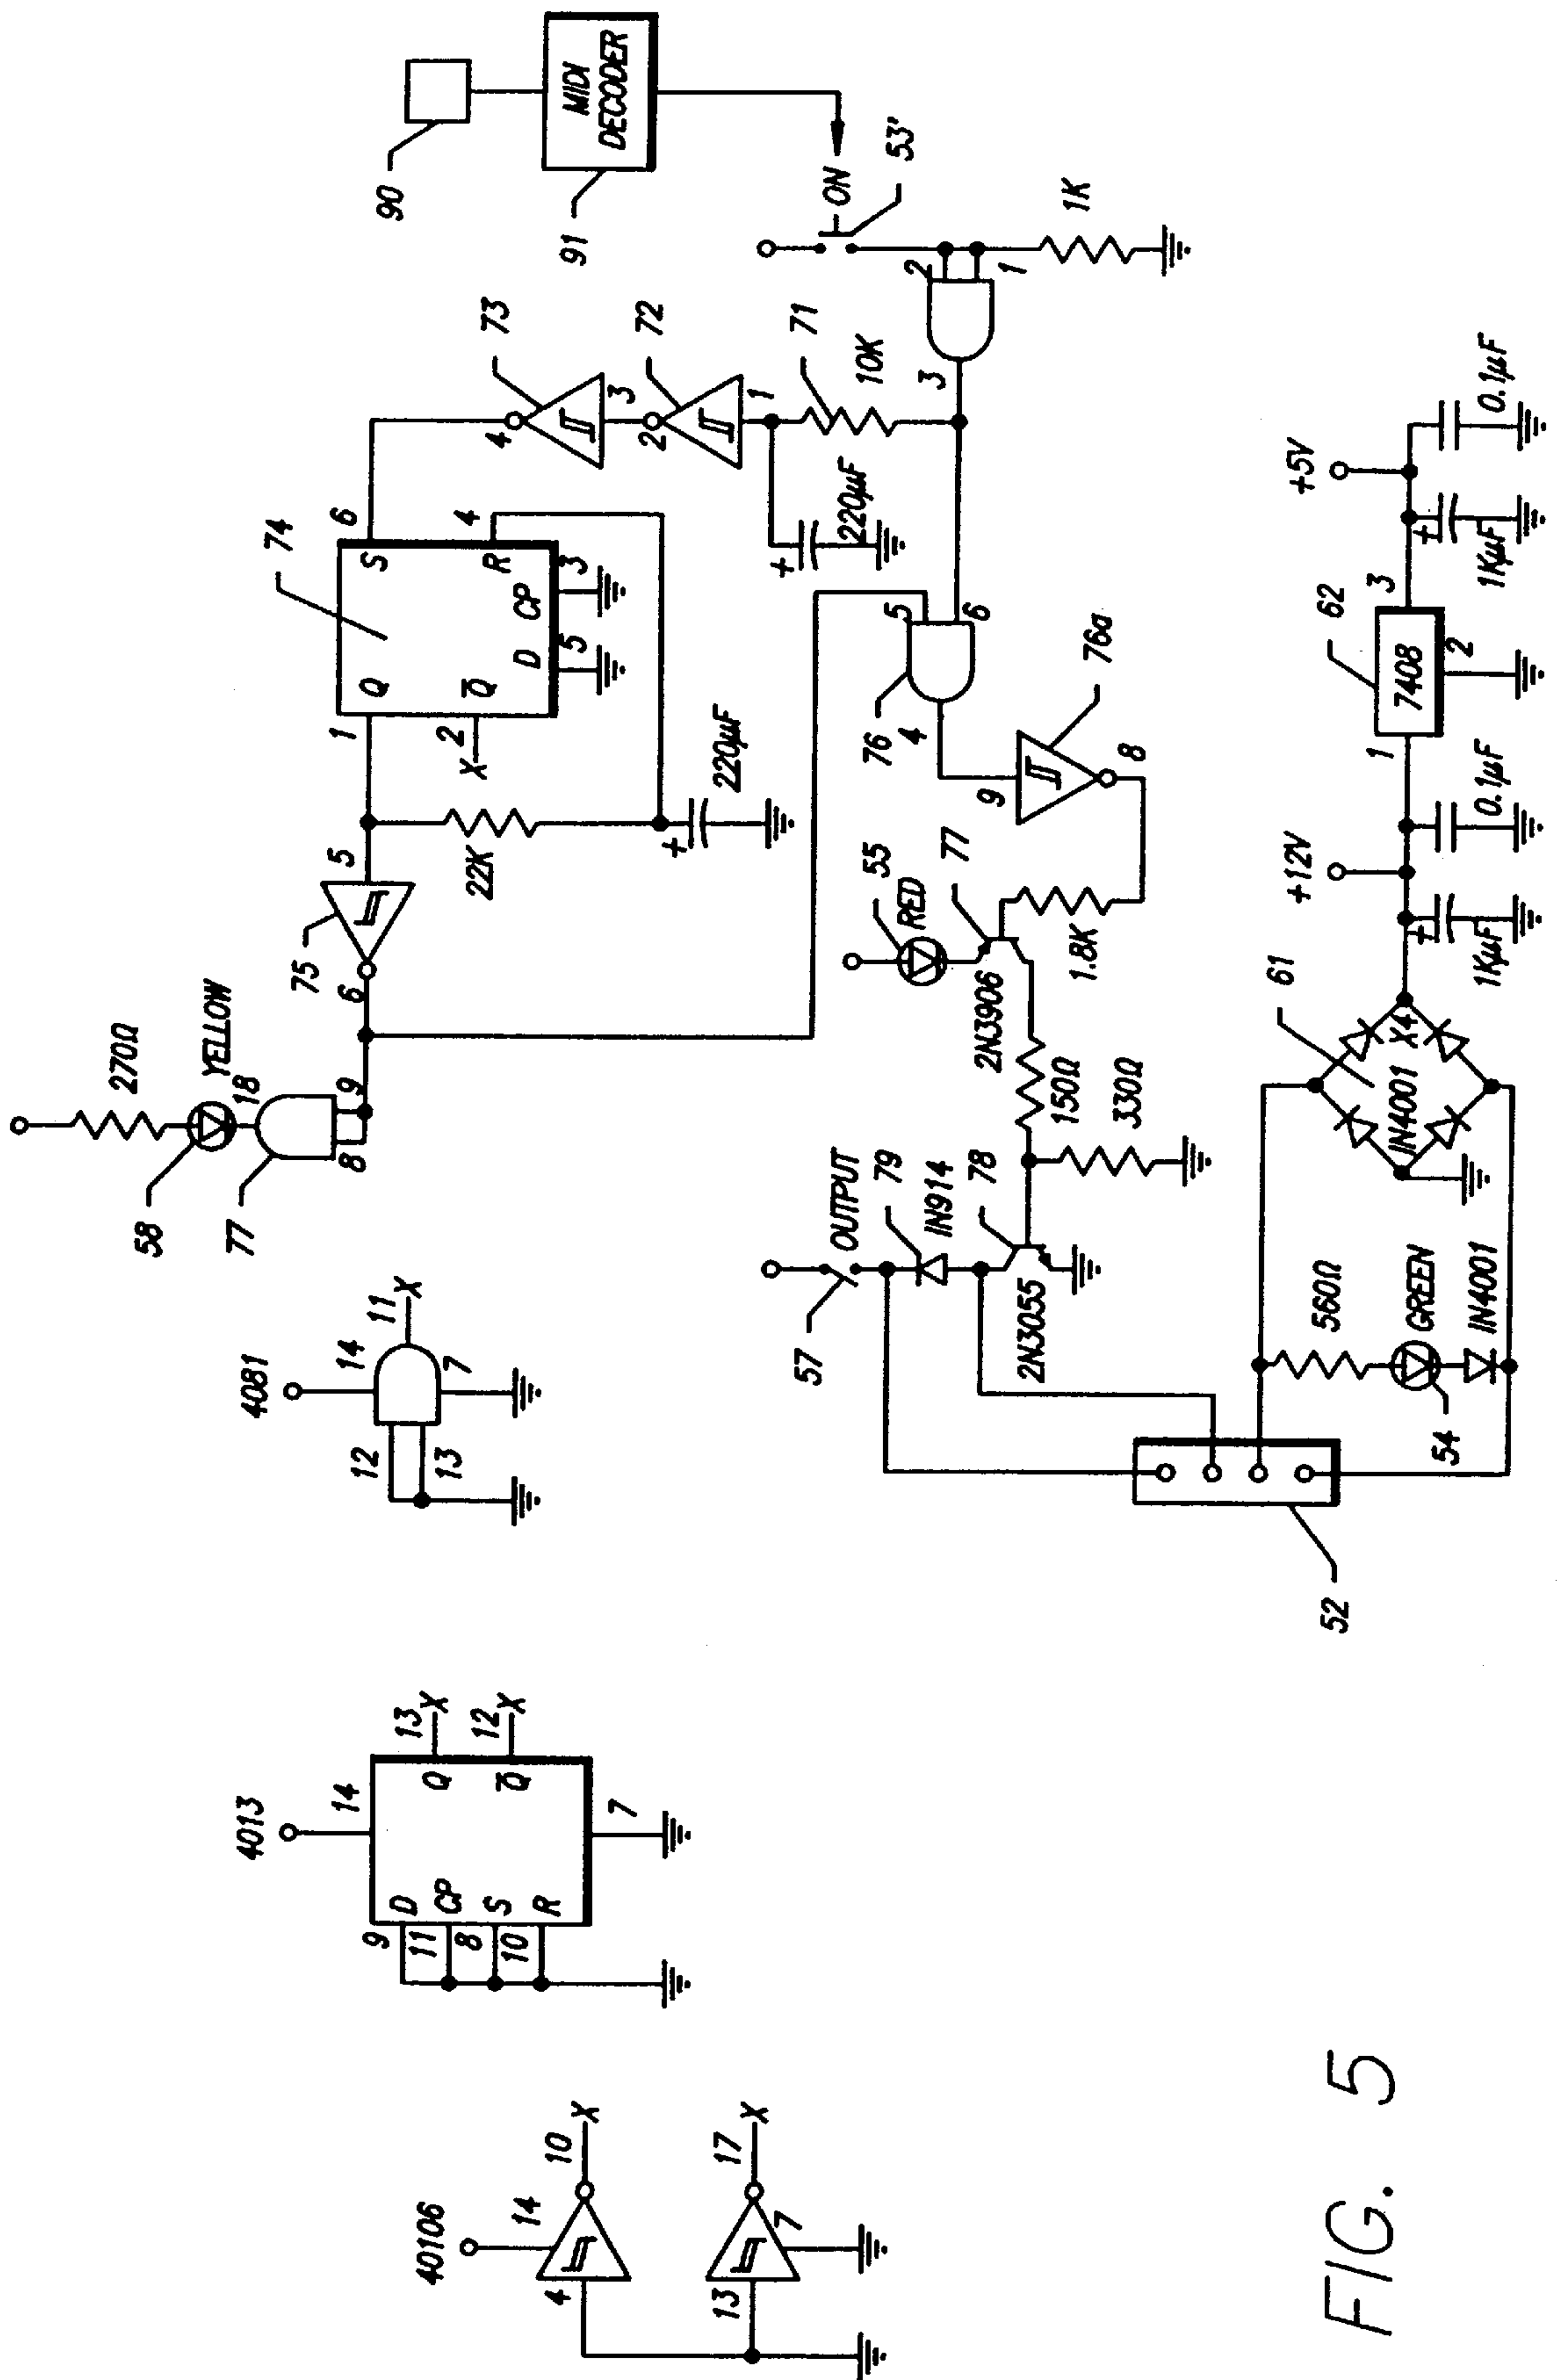 90
MIDI
DECODER
91
ON
53'
2
1
3
1K
73
4
3
72
2
1
71
10K
220µF
+
74
6
S
4
R
Q
Q
CP
D
3
5
1
2
X
22K
220µF
+
75
5
6
270Ω
YELLOW
58
18
77
9
8
5
6
76
4
76a
9
8
55
RED
77
2N3906
1.8K
150Ω
330Ω
OUTPUT
57
79
IN914
78
2N3055
52
560Ω
GREEN
54
IN4001
61
IN4001
X4
+12V
1KµF
+
0.1µF
62
7408
1
2
3
+5V
1KµF
+
0.1µF
4081
14
11
X
12
13
7
4013
14
13
X
12
X
9
11
8
10
D
CP
S
R
Q
Q
7
40106
14
10
X
4
17
X
13
7
FIG. 5